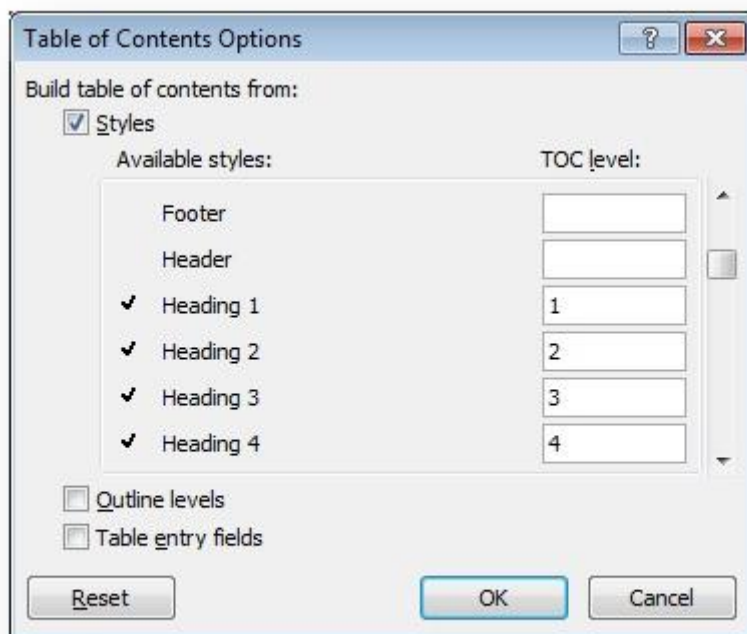 Table of Contents Options
Build table of contents from:
Styles
Available styles: TOC level:
Footer
Header
Heading 1 1
Heading 2 2
Heading 3 3
Heading 4 4
Outline levels
Table entry fields
Reset OK Cancel